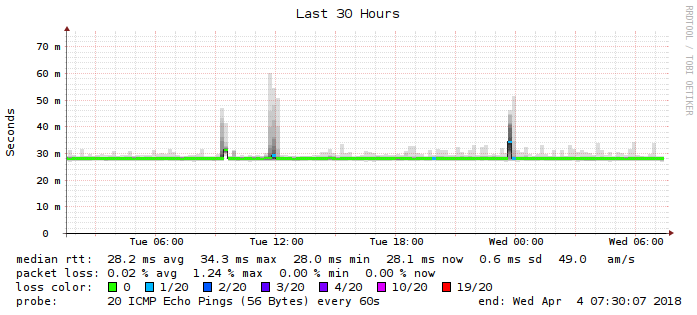 Last 30 Hours
RRDTOOL / TOBI OETIKER
Seconds
70 m
60 m
50 m
40 m
30 m
20 m
10 m
0
Tue 06:00 Tue 12:00 Tue 18:00 Wed 00:00 Wed 06:00
median rtt: 28.2 ms avg 34.3 ms max 28.0 ms min 28.1 ms now 0.6 ms sd 49.0 am/s
packet loss: 0.02 % avg 1.24 % max 0.00 % min 0.00 % now
loss color: 0 1/20 2/20 3/20 4/20 10/20 19/20
probe: 20 ICMP Echo Pings (56 Bytes) every 60s end: Wed Apr 4 07:30:07 2018